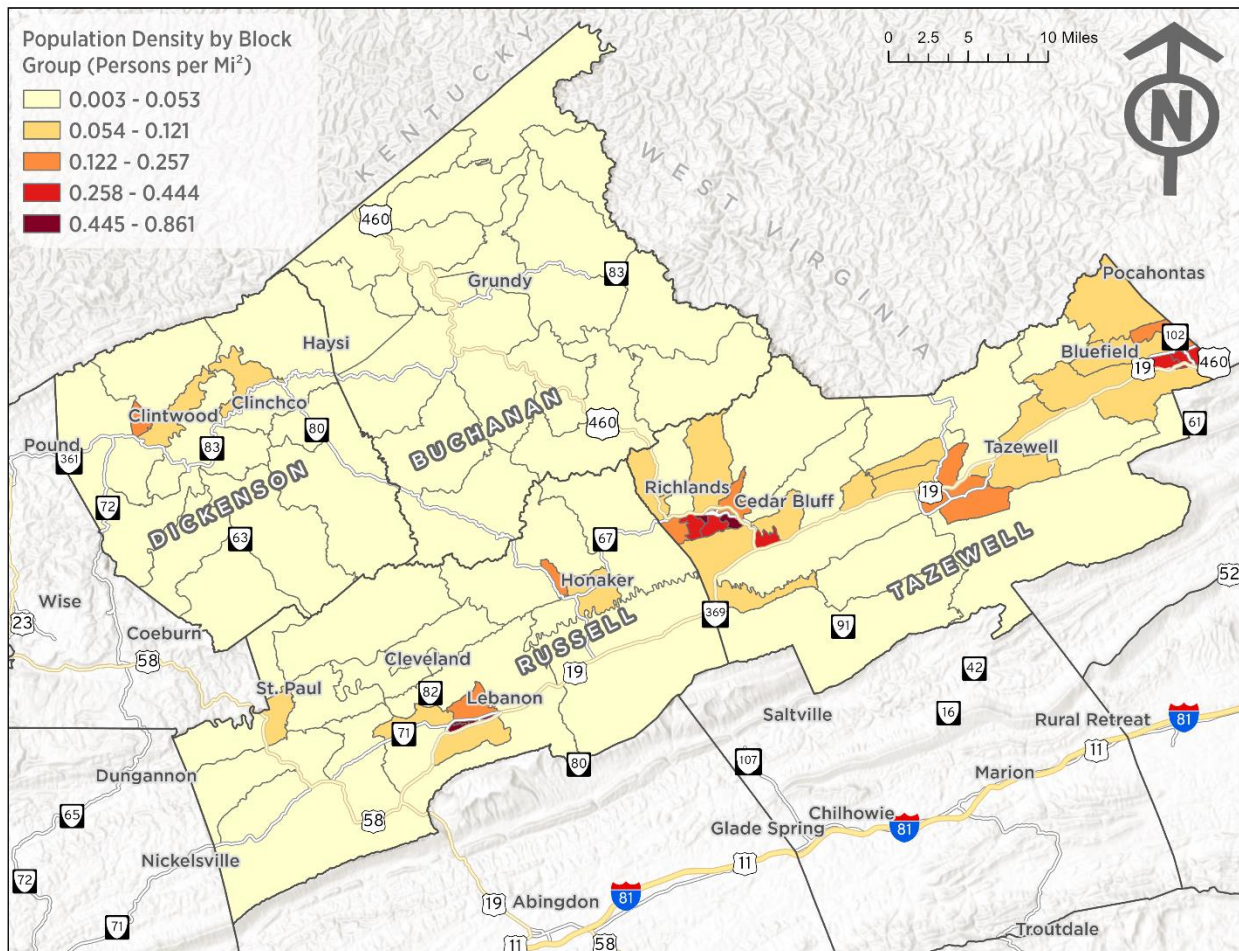 Population Density by Block
Group (Persons per Mi²)
0.003 - 0.053
0.054 - 0.121
0.122 - 0.257
0.258 - 0.444
0.445 - 0.861
0 2.5 5 10 Miles
N
KENTUCKY
WEST VIRGINIA
460
Grundy
83
Pocahontas
102
Bluefield
19
460
Haysi
Clintwood
Clinchco
83
80
BUCHANAN
460
61
Pound
361
72
DICKENSON
63
Tazewell
19
Richlands
Cedar Bluff
67
TAZEWELL
Honaker
369
91
52
Wise
23
Coeburn
58
RUSSELL
Cleveland
19
82
St. Paul
Lebanon
71
42
16
Saltville
Rural Retreat
81
11
80
107
Marion
Dungannon
65
58
Chilhowie
Glade Spring
81
11
Nickelsville
72
71
19
Abingdon
81
11
58
Troutdale